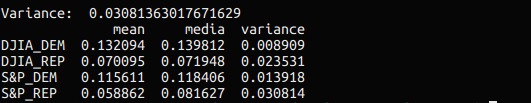 Variance:  0.03081363017671629
              mean     media  variance
DJIA_DEM  0.132094  0.139812  0.008909
DJIA_REP  0.070095  0.071948  0.023531
S&P_DEM   0.115611  0.118406  0.013918
S&P_REP   0.058862  0.081627  0.030814